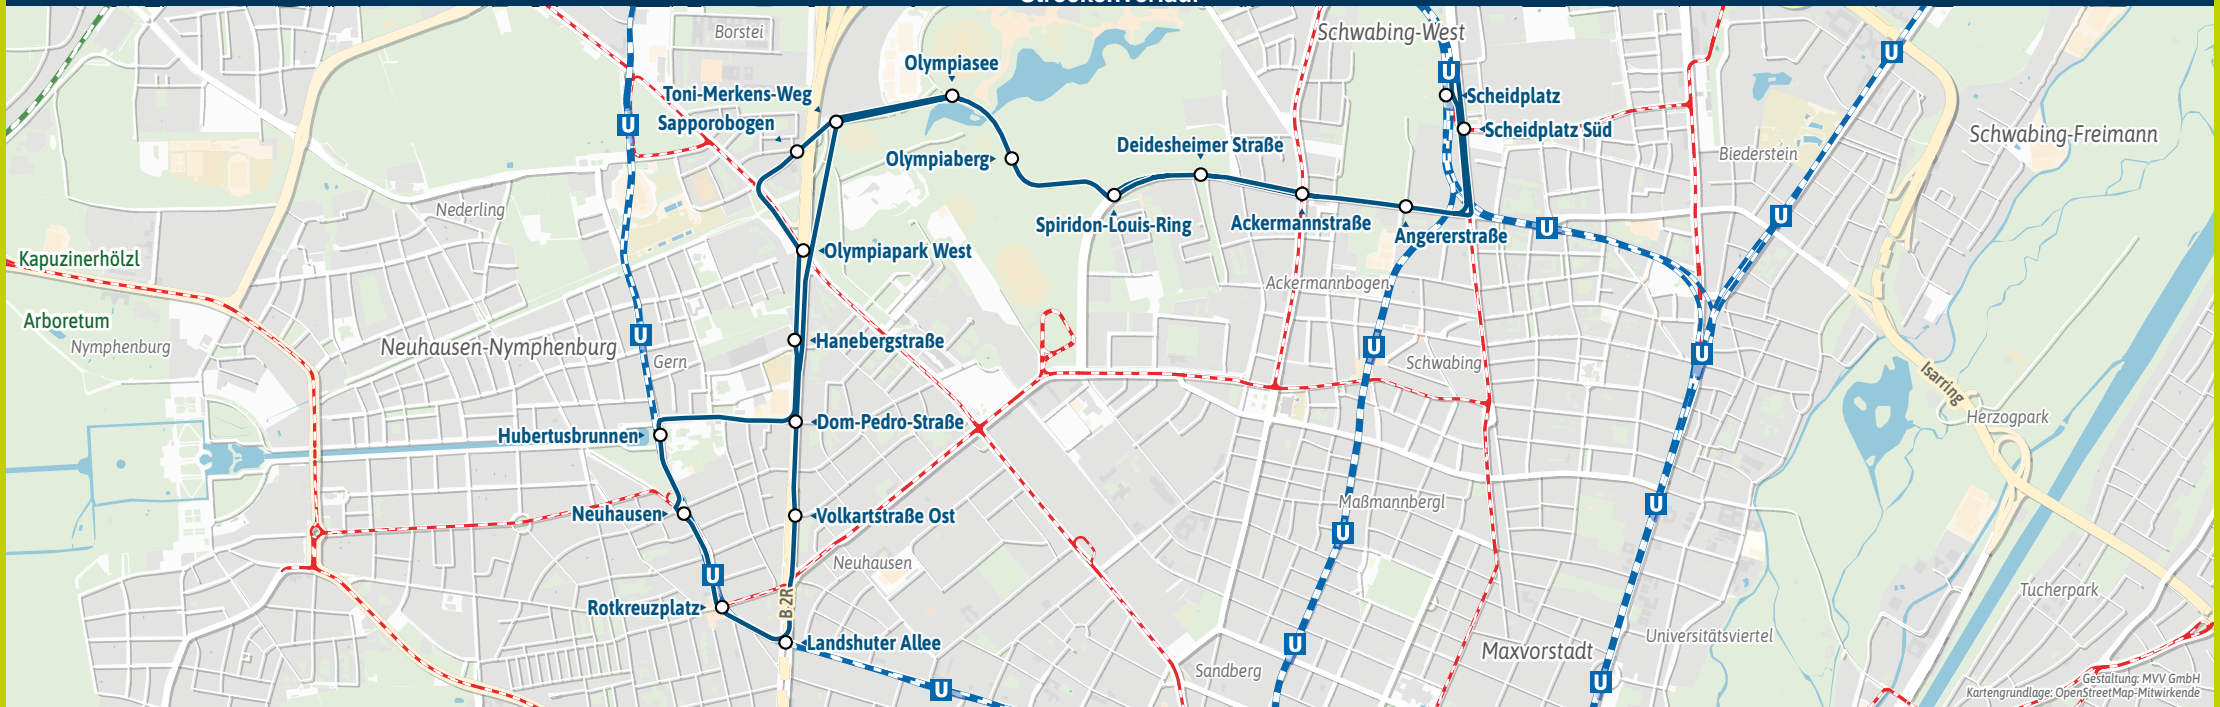 Streckenverlauf
Borstei
Schwabing-West
Olympiasee
U
U
Toni-Merkens-Weg
Scheidplatz
Sapporobogen
U
Scheidplatz Süd
Schwabing-Freimann
Deidesheimer Straße
Olympiaberg
Biederstein
Nederling
Spiridon-Louis-Ring
Ackermannstraße
U
U
Angererstraße
Olympiapark West
Kapuzinerhölzl
Ackermannbogen
Arboretum
U
Hanebergstraße
Nymphenburg
Neuhausen-Nymphenburg
U
U
Gern
Schwabing
Isarring
Dom-Pedro-Straße
Herzogpark
Hubertusbrunnen
Maßmannbergl
U
Neuhausen
Volkartstraße Ost
U
Neuhausen
U
Tucherpark
B 2R
Rotkreuzplatz
Landshuter Allee
U
Universitätsviertel
Maxvorstadt
Sandberg
U
U
Gestaltung: MVV GmbH
Kartengrundlage: OpenStreetMap-Mitwirkende